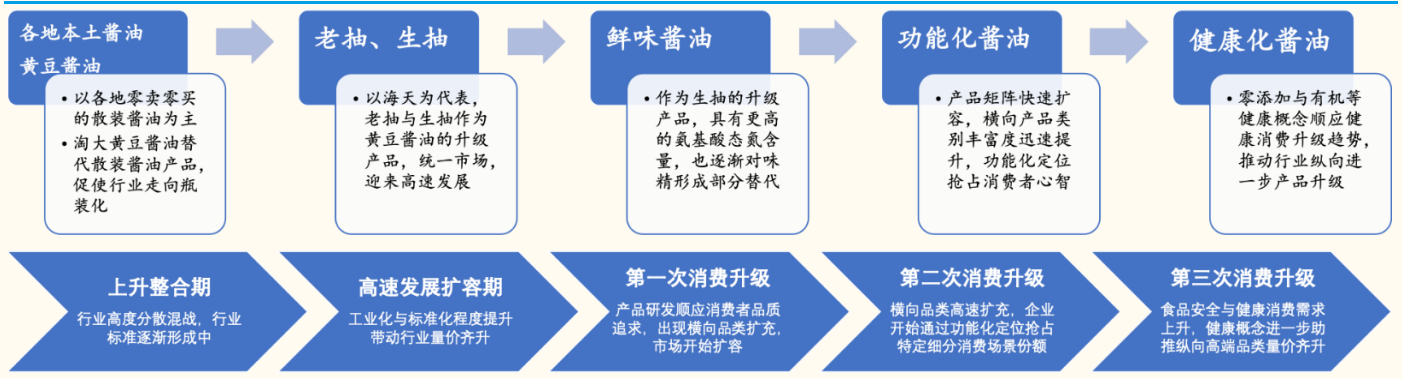 各地本土酱油
黄豆酱油
• 以各地零卖零买
的散装酱油为主
• 淘大黄豆酱油替
代散装酱油产品，
促使行业走向瓶
装化
老抽、生抽
• 以海天为代表，
老抽与生抽作为
黄豆酱油的升级
产品，统一市场，
迎来高速发展
鲜味酱油
• 作为生抽的升级
产品，具有更高
的氨基酸态氮含
量，也逐渐对味
精形成部分替代
功能化酱油
• 产品矩阵快速扩
容，横向产品类
别丰富度迅速提
升，功能化定位
抢占消费者心智
健康化酱油
• 零添加与有机等
健康概念顺应健
康消费升级趋势，
推动行业纵向进
一步产品升级
上升整合期
行业高度分散混战，行业
标准逐渐形成中
高速发展扩容期
工业化与标准化程度提升
带动行业量价齐升
第一次消费升级
产品研发顺应消费者品质
追求，出现横向品类扩充，
市场开始扩容
第二次消费升级
横向品类高速扩充，企业
开始通过功能化定位抢占
特定细分消费场景份额
第三次消费升级
食品安全与健康消费需求
上升，健康概念进一步助
推纵向高端品类量价齐升